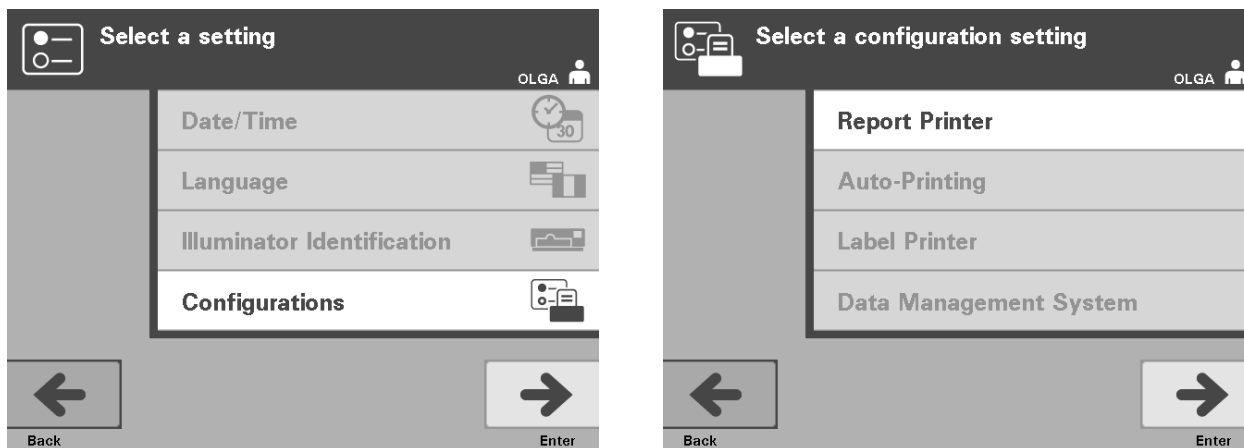 Select a setting
OLGA
Date/Time
30
Language
Illuminator Identification
Configurations
Back
Enter
Select a configuration setting
OLGA
Report Printer
Auto-Printing
Label Printer
Data Management System
Back
Enter